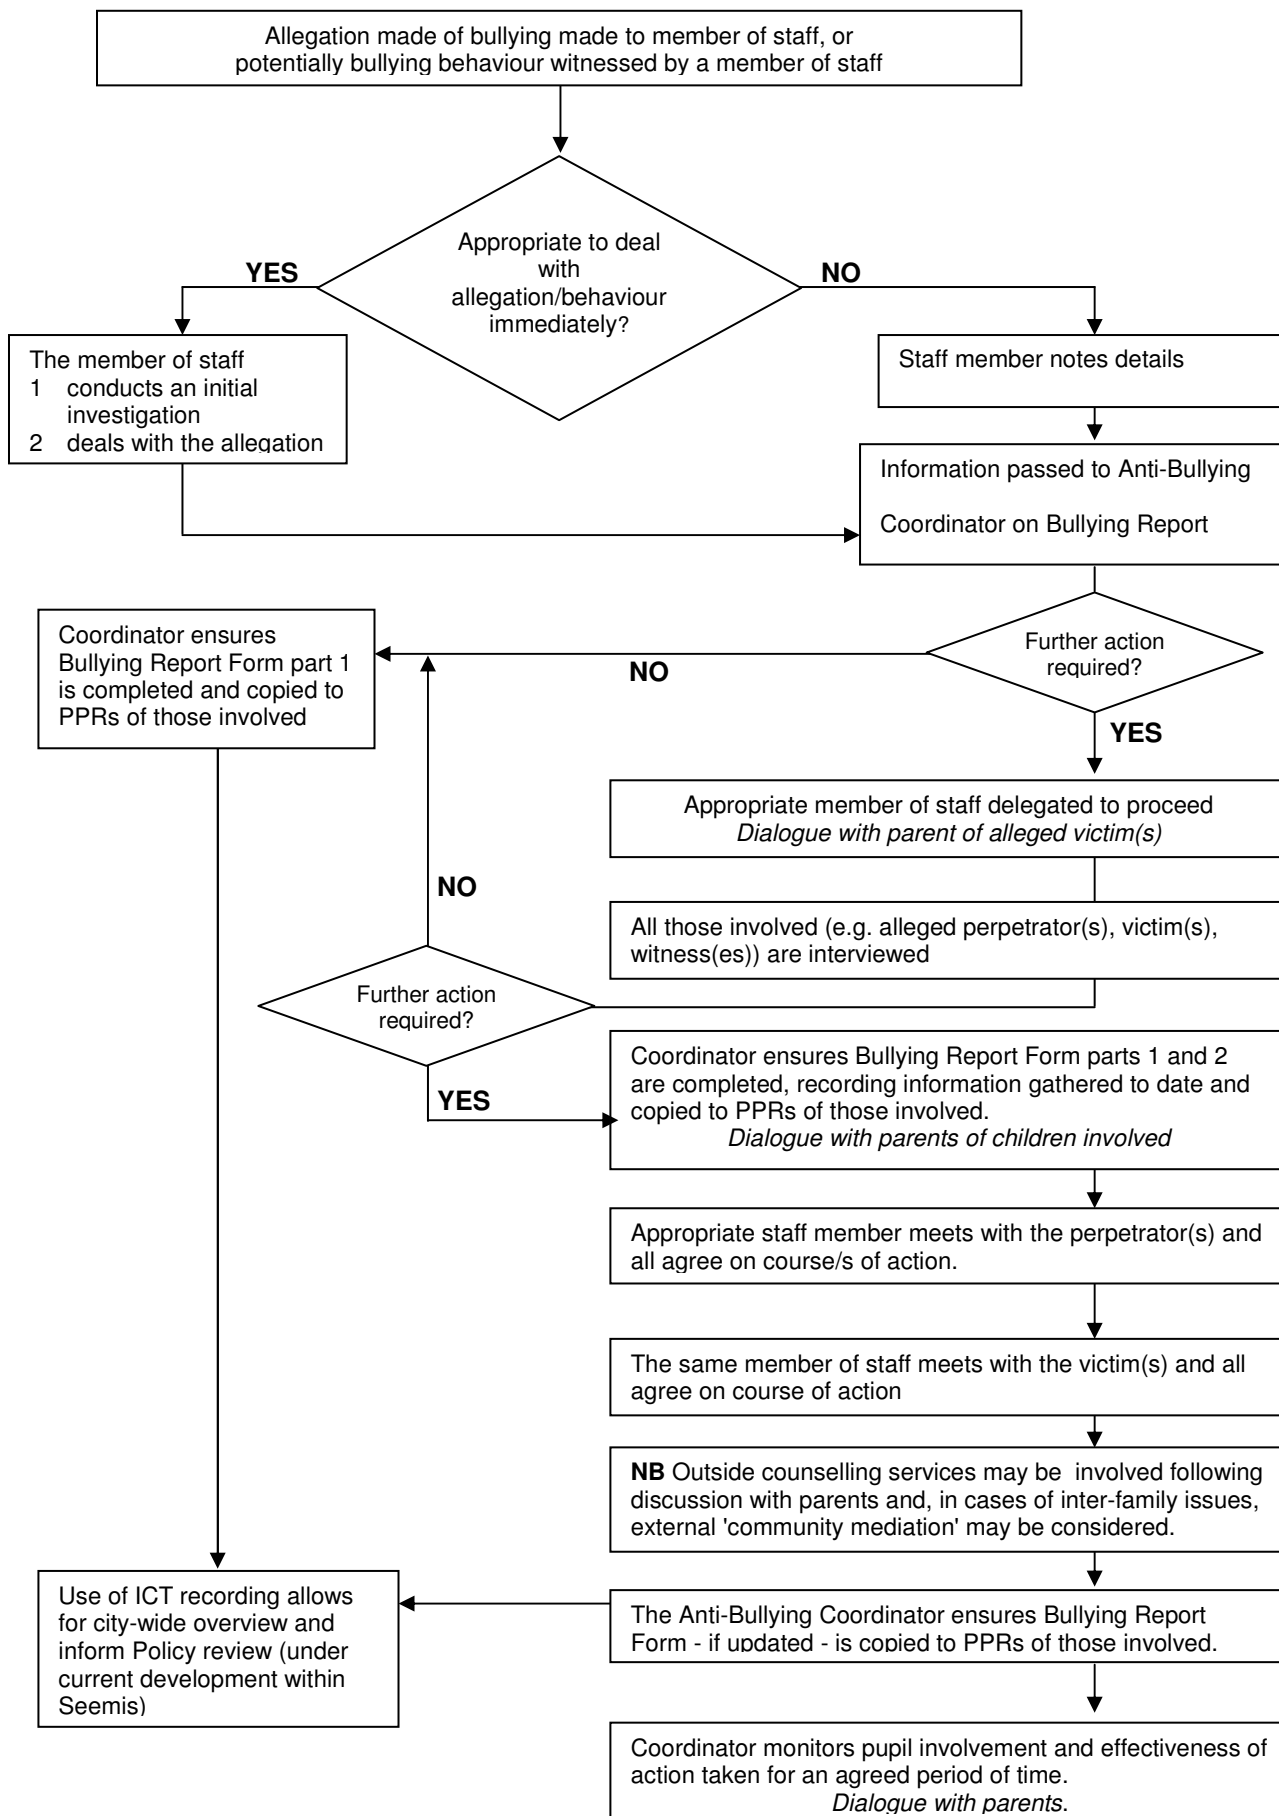 Allegation made of bullying made to member of staff, or
potentially bullying behaviour witnessed by a member of staff
Appropriate to deal
with
allegation/behaviour
immediately?
YES
NO
The member of staff
1 conducts an initial
investigation
2 deals with the allegation
Staff member notes details
Information passed to Anti-Bullying
Coordinator on Bullying Report
Further action
required?
NO
YES
Coordinator ensures
Bullying Report Form part 1
is completed and copied to
PPRs of those involved
Appropriate member of staff delegated to proceed
Dialogue with parent of alleged victim(s)
All those involved (e.g. alleged perpetrator(s), victim(s),
witness(es)) are interviewed
NO
Further action
required?
YES
Coordinator ensures Bullying Report Form parts 1 and 2
are completed, recording information gathered to date and
copied to PPRs of those involved.
Dialogue with parents of children involved
Appropriate staff member meets with the perpetrator(s) and
all agree on course/s of action.
The same member of staff meets with the victim(s) and all
agree on course of action
NB Outside counselling services may be involved following
discussion with parents and, in cases of inter-family issues,
external 'community mediation' may be considered.
The Anti-Bullying Coordinator ensures Bullying Report
Form - if updated - is copied to PPRs of those involved.
Use of ICT recording allows
for city-wide overview and
inform Policy review (under
current development within
Seemis)
Coordinator monitors pupil involvement and effectiveness of
action taken for an agreed period of time.
Dialogue with parents.